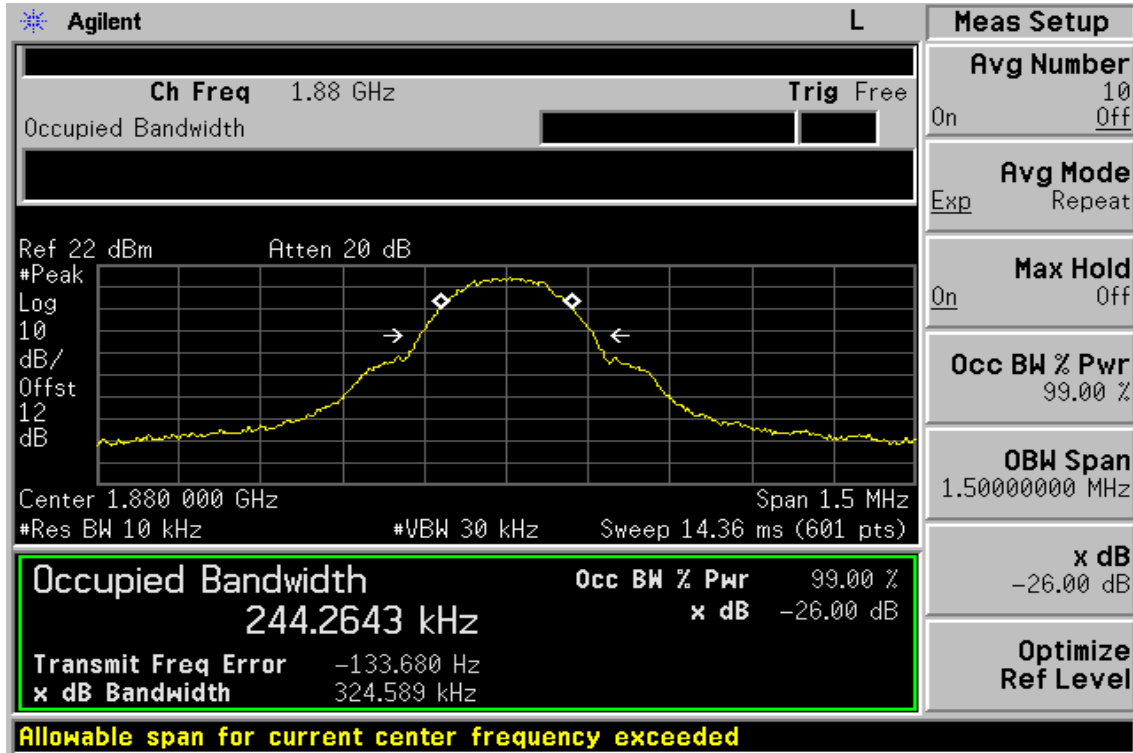 Agilent L Meas Setup
Ch Freq 1.88 GHz Trig Free
Occupied Bandwidth
Avg Number
10
On Off
Avg Mode
Exp Repeat
Max Hold
On Off
Occ BW % Pwr
99.00 %
OBW Span
1.50000000 MHz
x dB
-26.00 dB
Optimize
Ref Level
Ref 22 dBm Atten 20 dB
#Peak
Log
10
dB/
Offst
12
dB
Center 1.880 000 GHz Span 1.5 MHz
#Res BW 10 kHz #VBW 30 kHz Sweep 14.36 ms (601 pts)
Occupied Bandwidth Occ BW % Pwr 99.00 %
244.2643 kHz x dB -26.00 dB
Transmit Freq Error -133.680 Hz
x dB Bandwidth 324.589 kHz
Allowable span for current center frequency exceeded